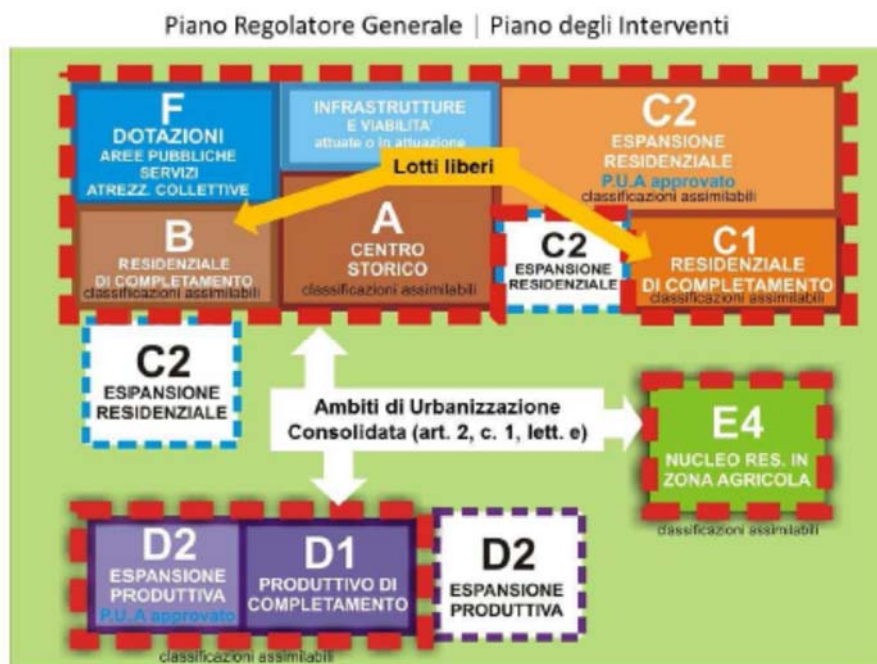 Piano Regolatore Generale | Piano degli Interventi
F
DOTAZIONI
AREE PUBBLICHE
SERVIZI
ATREZZ. COLLETTIVE
INFRASTRUTTURE
E VIABILITA'
attuate o in attuazione
C2
ESPANSIONE
RESIDENZIALE
P.U.A approvato
classificazioni assimilabili
Lotti liberi
B
RESIDENZIALE
DI COMPLETAMENTO
classificazioni assimilabili
A
CENTRO
STORICO
classificazioni assimilabili
C2
ESPANSIONE
RESIDENZIALE
C1
RESIDENZIALE
DI COMPLETAMENTO
classificazioni assimilabili
C2
ESPANSIONE
RESIDENZIALE
Ambiti di Urbanizzazione
Consolidata (art. 2, c. 1, lett. e)
E4
NUCLEO RES. IN
ZONA AGRICOLA
classificazioni assimilabili
D2
ESPANSIONE
PRODUTTIVA
P.U.A approvato
D1
PRODUTTIVO DI
COMPLETAMENTO
classificazioni assimilabili
D2
ESPANSIONE
PRODUTTIVA